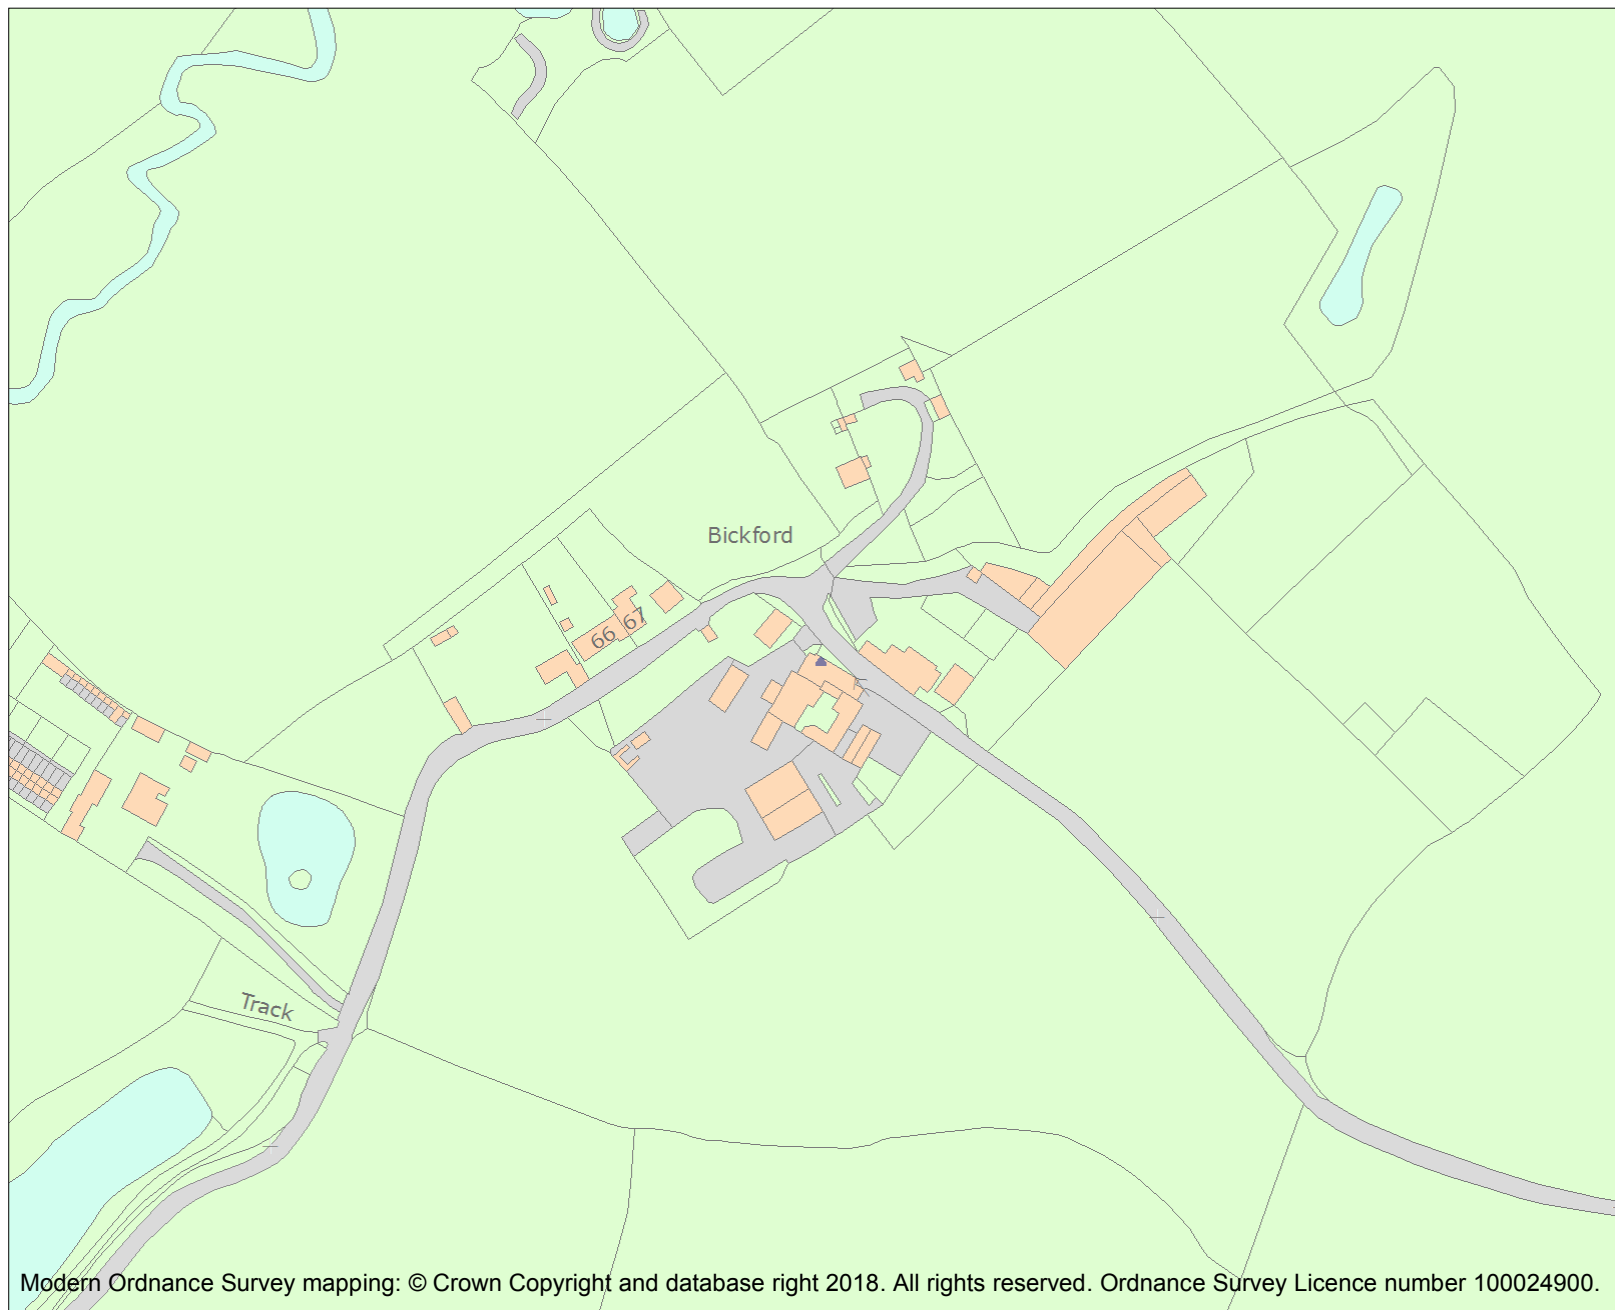 Bickford
66 67
Track
Modern Ordnance Survey mapping: © Crown Copyright and database right 2018. All rights reserved. Ordnance Survey Licence number 100024900.